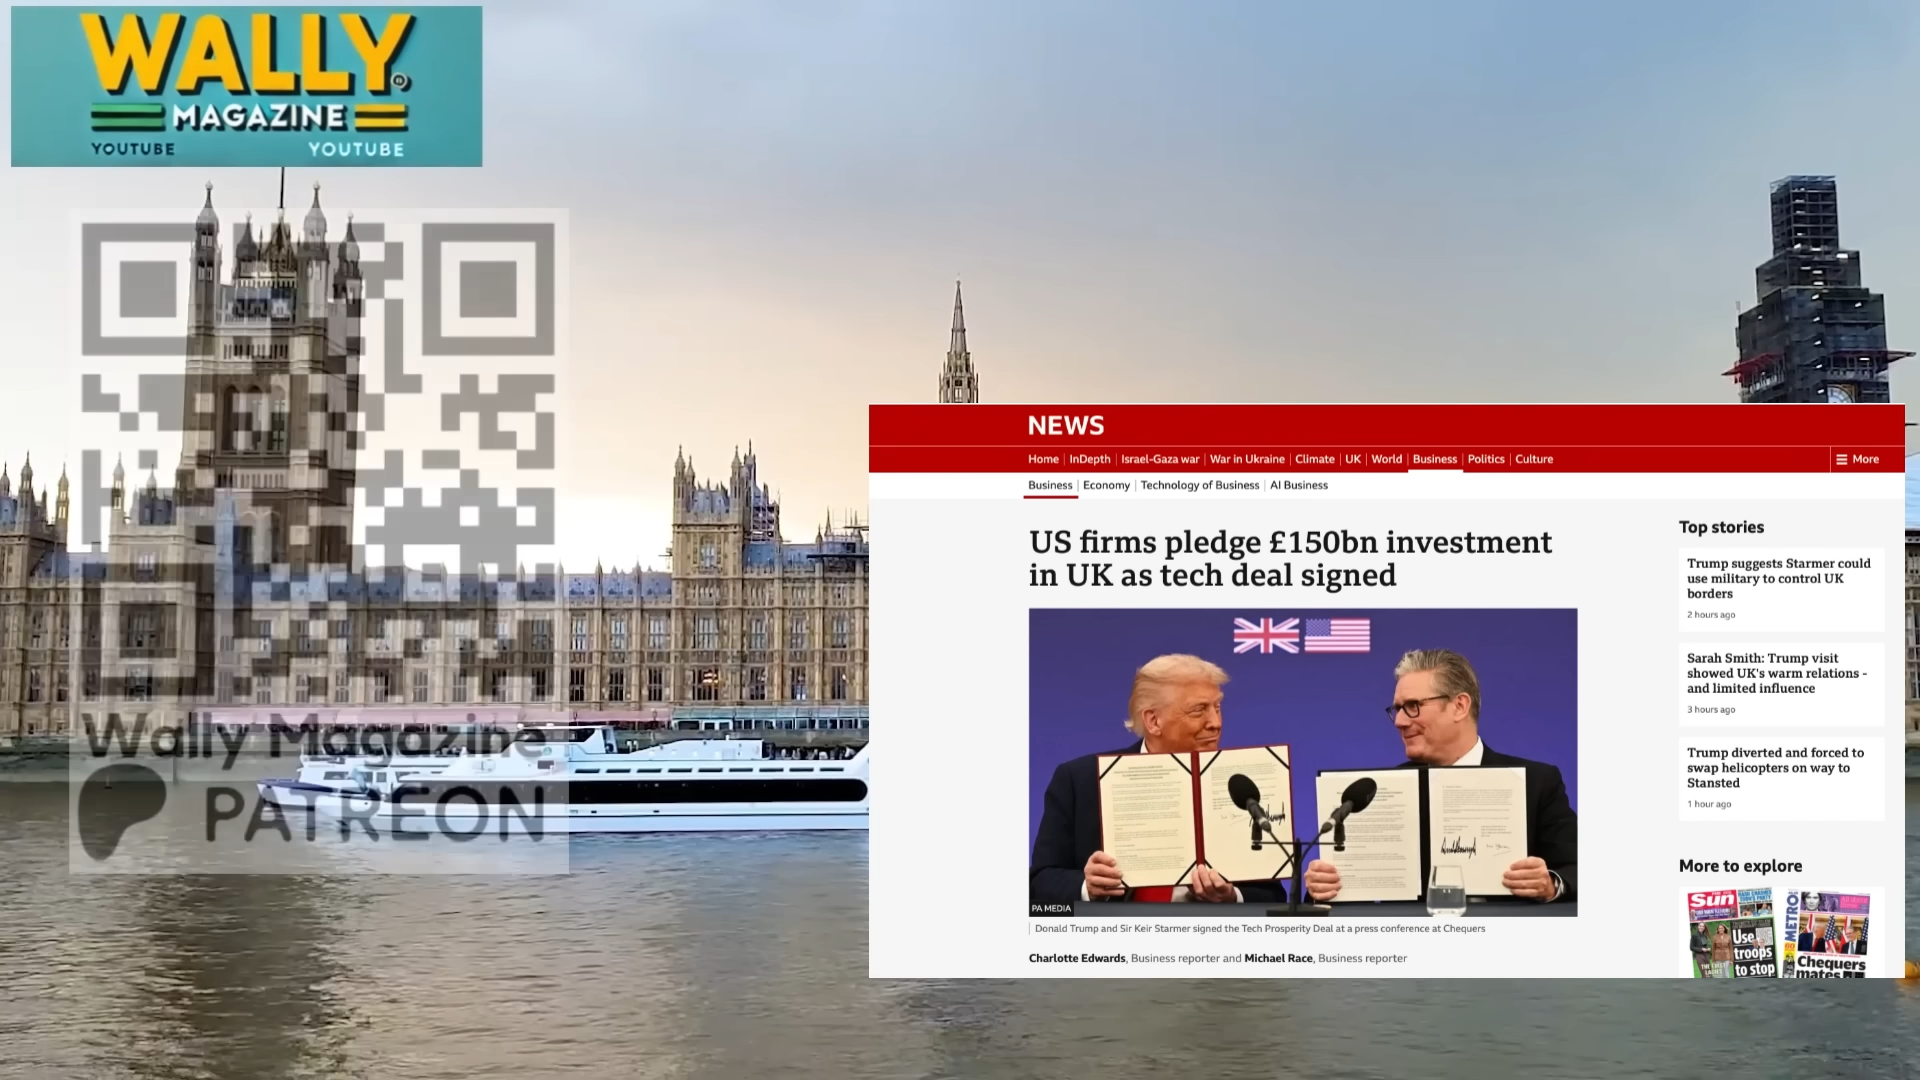 WALLY
MAGAZINE
YOUTUBE YOUTUBE
Wally Magazine
PATREON
NEWS
Home InDepth Israel-Gaza war War in Ukraine Climate UK World Business Politics Culture More
Business Economy Technology of Business AI Business
US firms pledge £150bn investment
in UK as tech deal signed
PA MEDIA
Donald Trump and Sir Keir Starmer signed the Tech Prosperity Deal at a press conference at Chequers
Charlotte Edwards, Business reporter and Michael Race, Business reporter
Top stories
Trump suggests Starmer could
use military to control UK
borders
2 hours ago
Sarah Smith: Trump visit
showed UK's warm relations -
and limited influence
3 hours ago
Trump diverted and forced to
swap helicopters on way to
Stansted
1 hour ago
More to explore
Sun
Use
troops
to stop
METRO
Chequers
mates